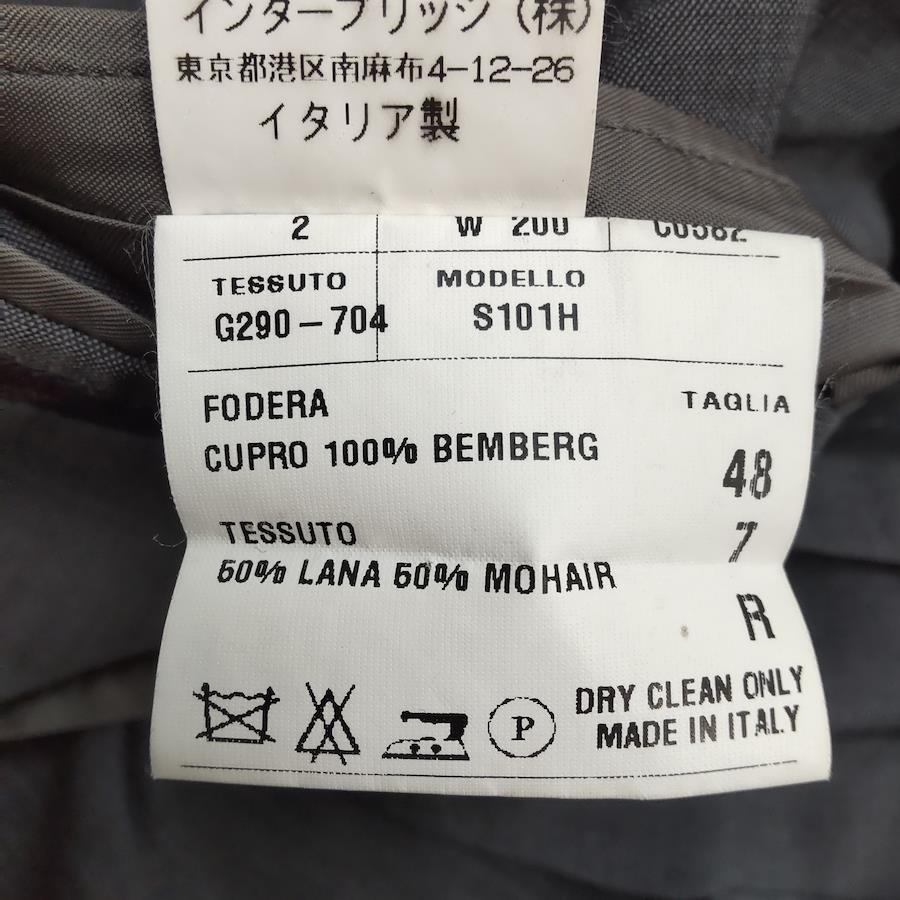 インターブリッジ(株)
東京都港区南麻布4-12-26
イタリア製
2 W 200 C0582
TESSUTO MODELLO
G290-704 S101H
FODERA TAGLIA
CUPRO 100% BEMBERG
48
TESSUTO 7
50% LANA 50% MOHAIR
R
P DRY CLEAN ONLY
MADE IN ITALY